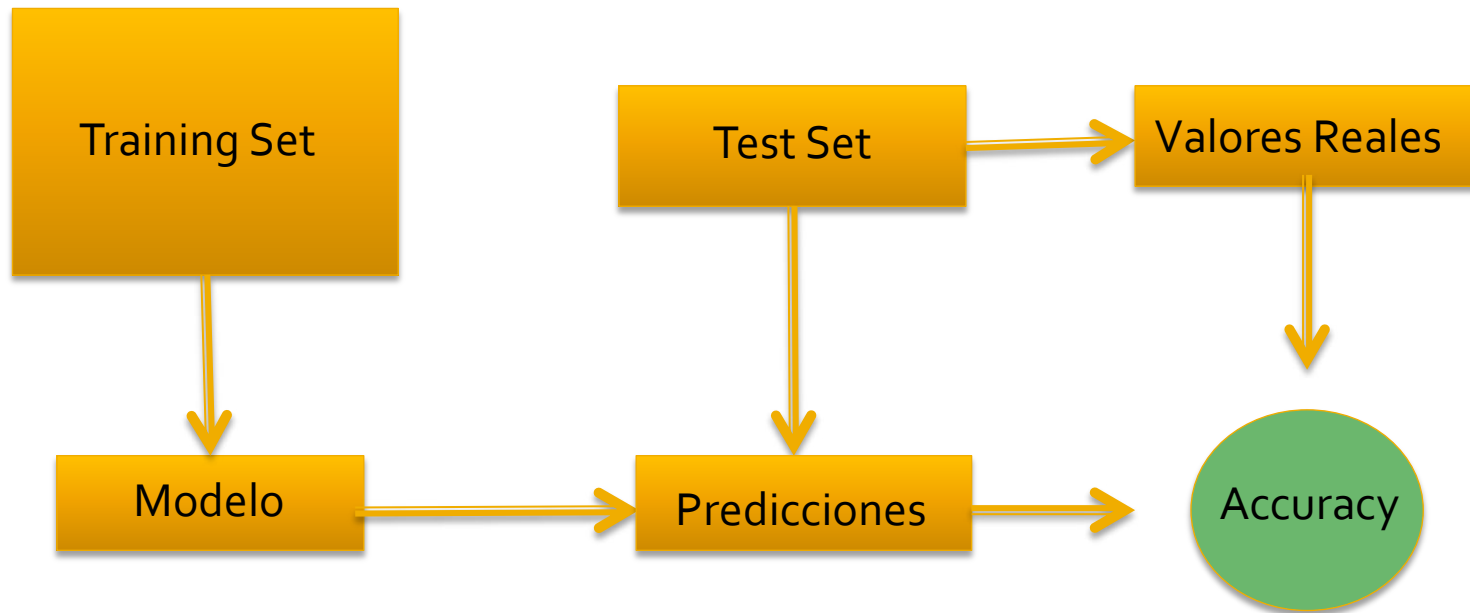 Training Set
Test Set
Valores Reales
Modelo
Predicciones
Accuracy